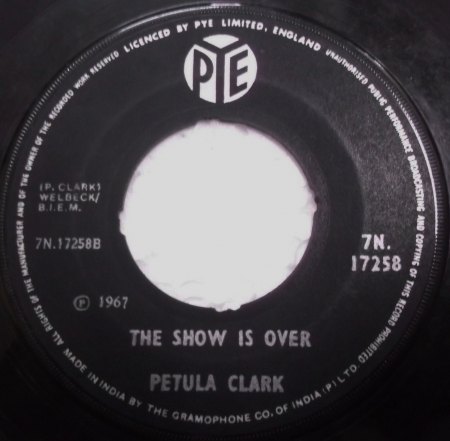 ALL RIGHTS OF THE MANUFACTURER AND OF THE OWNER OF THE RECORDED WORK RESERVED LICENCED BY PYE LIMITED, ENGLAND UNAUTHORISED PUBLIC PERFORMANCE BROADCASTING AND COPYING OF THIS RECORD PROHIBITED.
PYE
(P. CLARK)
WELBECK/
B.I.E.M.
7N.17258B
7N.
17258
Ⓟ 1967
THE SHOW IS OVER
PETULA CLARK
MADE IN INDIA BY THE GRAMOPHONE CO. OF INDIA (P.) LTD.